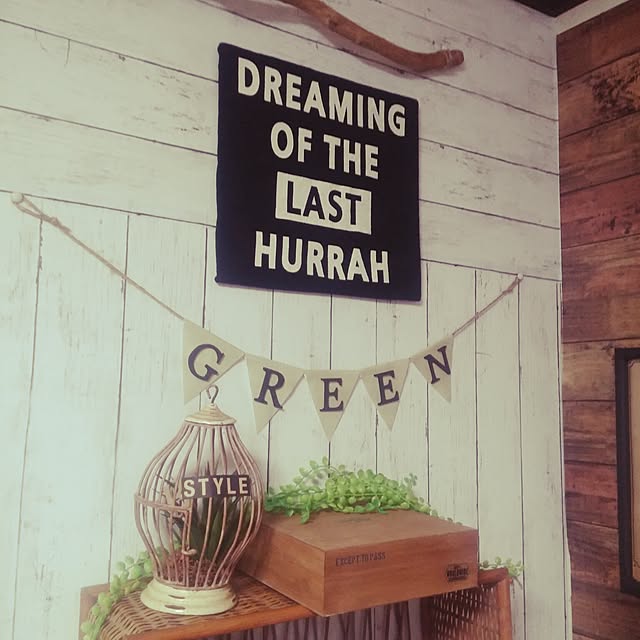 DREAMING
OF THE
LAST
HURRAH
GREEN
STYLE
EXCEPT TO PASS